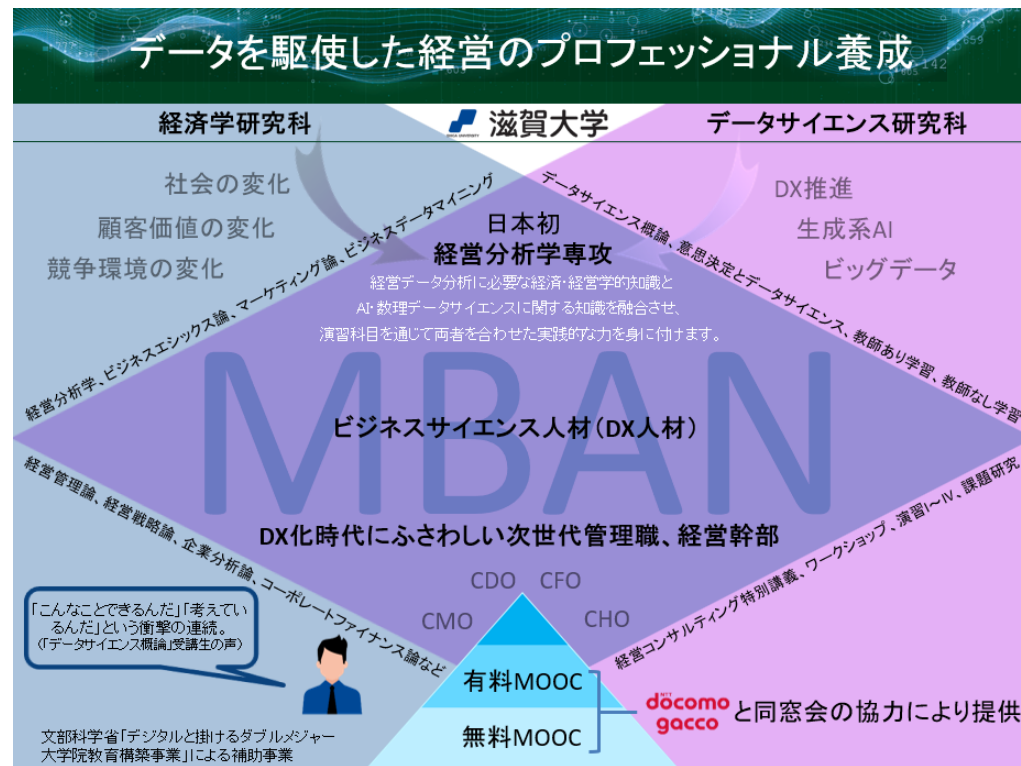 データを駆使した経営のプロフェッショナル養成
経済学研究科
滋賀大学
データサイエンス研究科
社会の変化
顧客価値の変化
競争環境の変化
DX推進
生成系AI
ビッグデータ
経営分析学、ビジネスエシックス論、マーケティング論、ビジネスデータマイニング
データサイエンス概論、意思決定とデータサイエンス、教師あり学習、教師なし学習
日本初
経営分析学専攻
経営データ分析に必要な経済・経営学的知識と
AI・数理データサイエンスに関する知識を融合させ、
演習科目を通じて両者を合わせた実践的な力を身に付けます。
MBAN
ビジネスサイエンス人材(DX人材)
DX化時代にふさわしい次世代管理職、経営幹部
経営管理論、経営戦略論、企業分析論、コーポレートファイナンス論など
経営コンサルティング特別講義、ワークショップ、演習I~IV、課題研究
CDO CFO
CMO
CHO
「こんなことできるんだ」「考えてい
るんだ」という衝撃の連続。
(「データサイエンス概論」受講生の声)
有料MOOC
無料MOOC
NTT
döcomo
gacco
と同窓会の協力により提供
文部科学省「デジタルと掛けるダブルメジャー
大学院教育構築事業」による補助事業